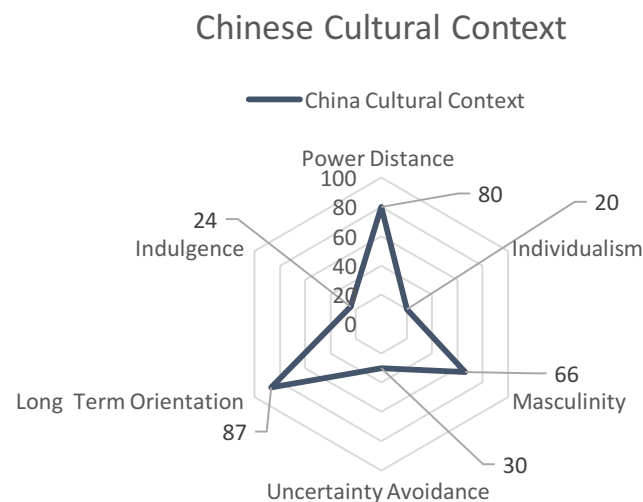 Chinese Cultural Context
China Cultural Context
Power Distance
100
80
80
20
24
60
Indulgence
Individualism
40
20
0
Long Term Orientation
66
Masculinity
87
30
Uncertainty Avoidance